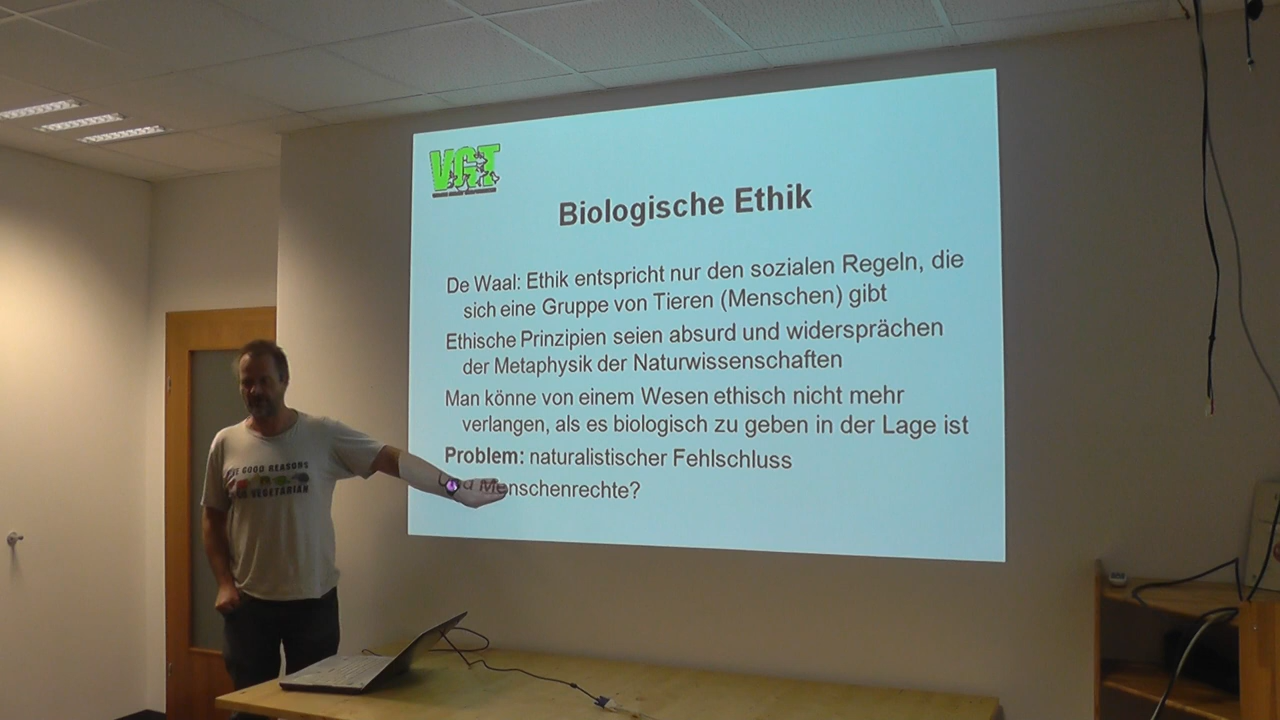 VGT
Biologische Ethik
De Waal: Ethik entspricht nur den sozialen Regeln, die
sich eine Gruppe von Tieren (Menschen) gibt
Ethische Prinzipien seien absurd und widersprächen
der Metaphysik der Naturwissenschaften
Man könne von einem Wesen ethisch nicht mehr
verlangen, als es biologisch zu geben in der Lage ist
Problem: naturalistischer Fehlschluss
Menschenrechte?
GOOD REASONS
VEGETARIAN